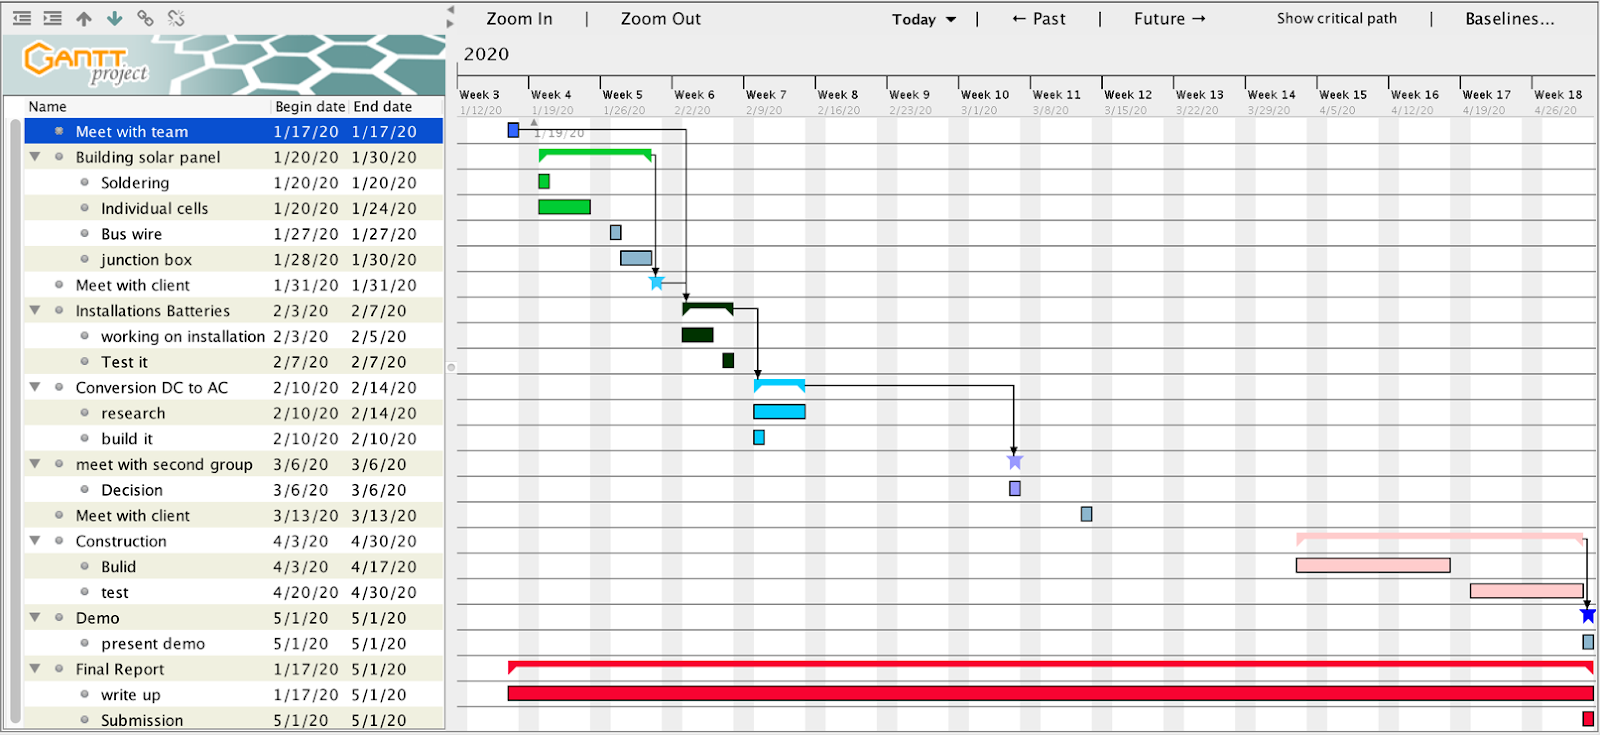 Zoom In | Zoom Out Today | ← Past | Future → Show critical path | Baselines...
GANTT project
2020
Week 3 Week 4 Week 5 Week 6 Week 7 Week 8 Week 9 Week 10 Week 11 Week 12 Week 13 Week 14 Week 15 Week 16 Week 17 Week 18
1/12/20 1/19/20 1/26/20 2/2/20 2/9/20 2/16/20 2/23/20 3/1/20 3/8/20 3/15/20 3/22/20 3/29/20 4/5/20 4/12/20 4/19/20 4/26/20
Name Begin date End date
Meet with team 1/17/20 1/17/20 1/19/20
Building solar panel 1/20/20 1/30/20
Soldering 1/20/20 1/20/20
Individual cells 1/20/20 1/24/20
Bus wire 1/27/20 1/27/20
junction box 1/28/20 1/30/20
Meet with client 1/31/20 1/31/20
Installations Batteries 2/3/20 2/7/20
working on installation 2/3/20 2/5/20
Test it 2/7/20 2/7/20
Conversion DC to AC 2/10/20 2/14/20
research 2/10/20 2/14/20
build it 2/10/20 2/10/20
meet with second group 3/6/20 3/6/20
Decision 3/6/20 3/6/20
Meet with client 3/13/20 3/13/20
Construction 4/3/20 4/30/20
Bulid 4/3/20 4/17/20
test 4/20/20 4/30/20
Demo 5/1/20 5/1/20
present demo 5/1/20 5/1/20
Final Report 1/17/20 5/1/20
write up 1/17/20 5/1/20
Submission 5/1/20 5/1/20